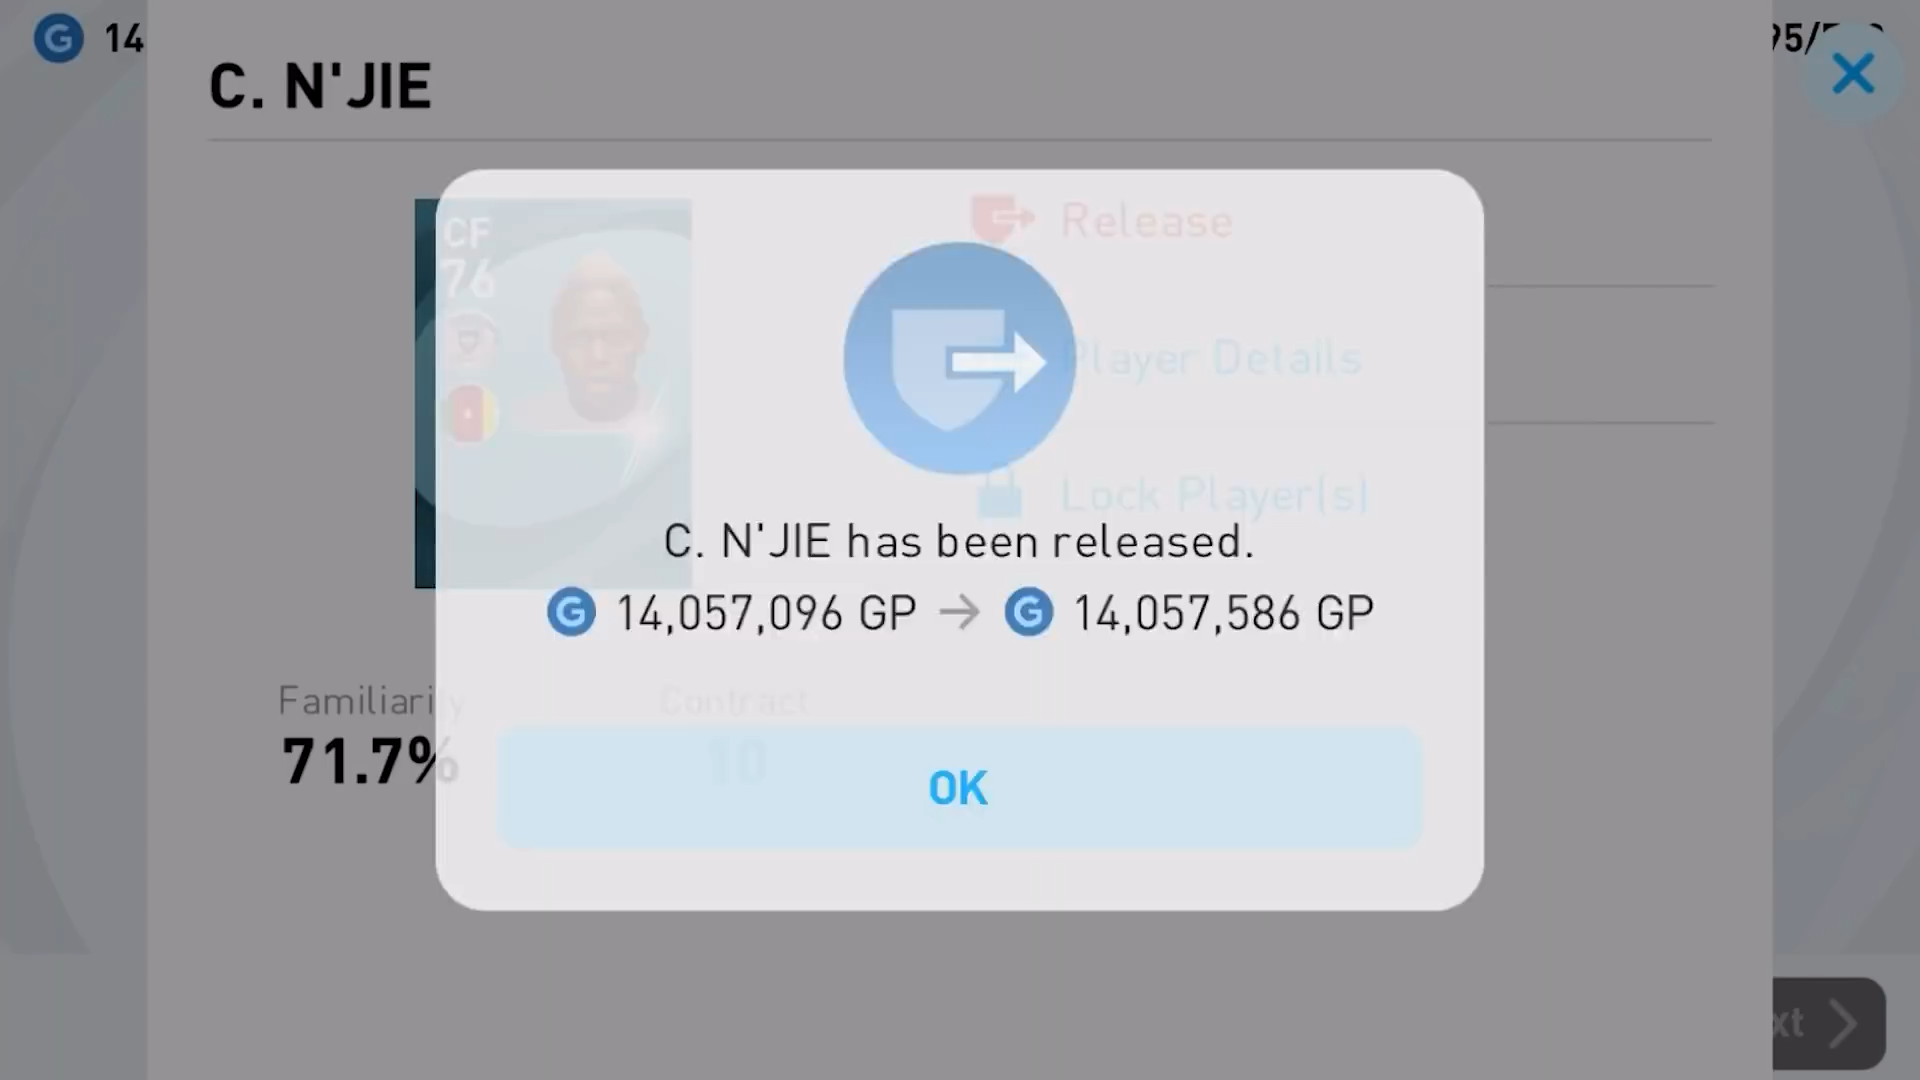 14
C. N'JIE
CF
76
Release
Player Details
Lock Player(s)
C. N'JIE has been released.
14,057,096 GP → 14,057,586 GP
Familiarity
Contract
71.7%
10
OK